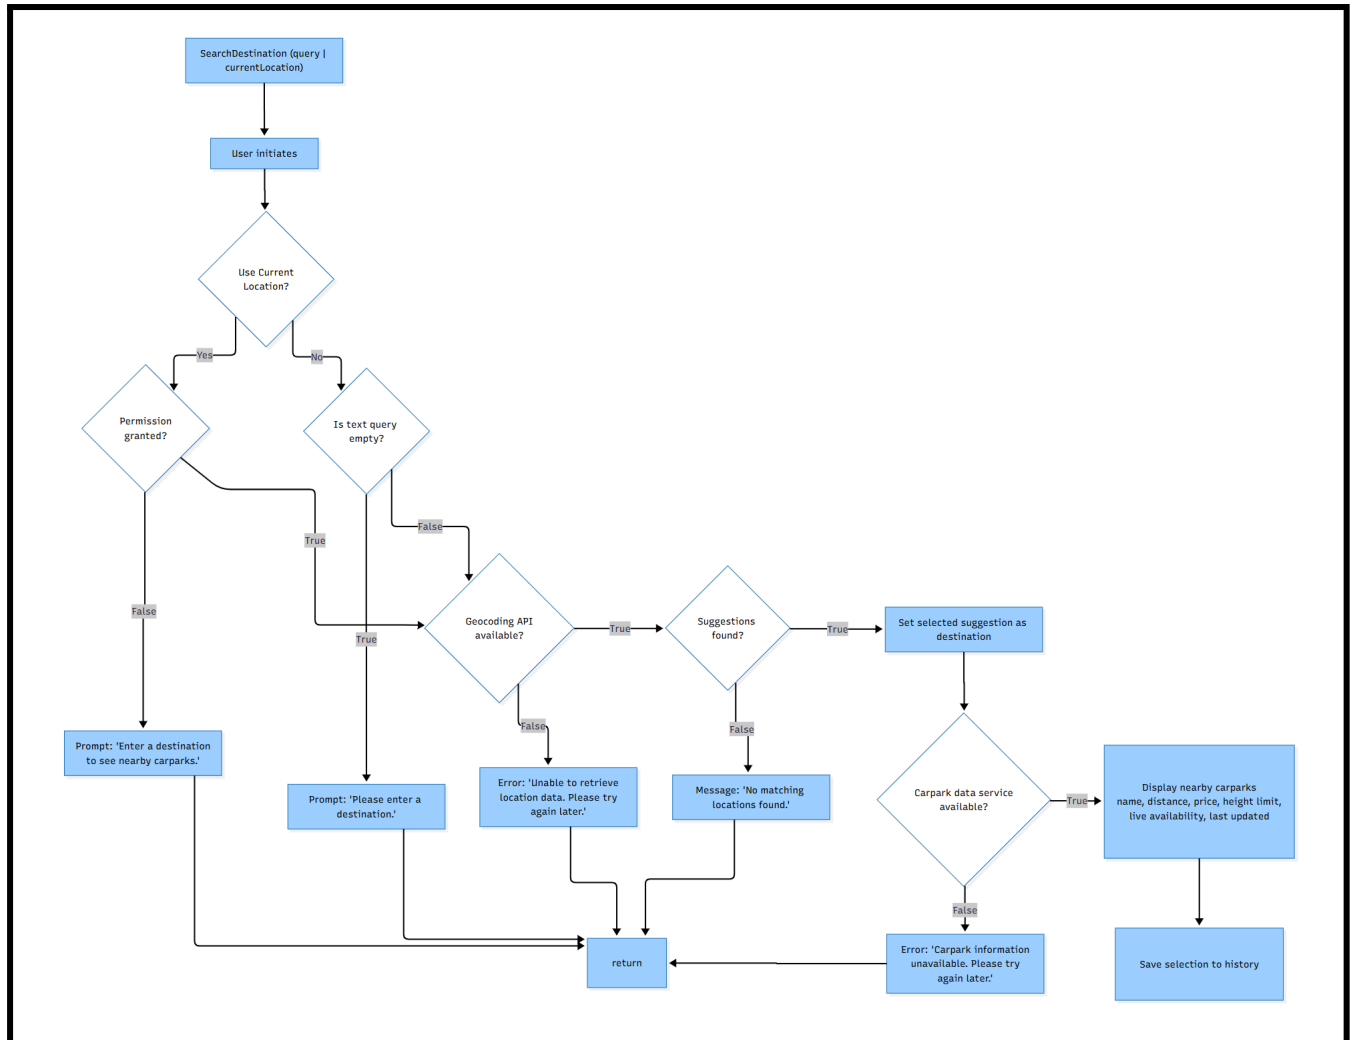 SearchDestination (query |
currentLocation)
User initiates
Use Current
Location?
Yes
No
Permission
granted?
Is text query
empty?
False
True
False
True
Geocoding API
available?
True
Suggestions
found?
True
Set selected suggestion as
destination
False
False
Prompt: 'Enter a destination
to see nearby carparks.'
Prompt: 'Please enter a
destination.'
Error: 'Unable to retrieve
location data. Please try
again later.'
Message: 'No matching
locations found.'
Carpark data service
available?
True
Display nearby carparks
name, distance, price, height limit,
live availability, last updated
False
return
Error: 'Carpark information
unavailable. Please try
again later.'
Save selection to history